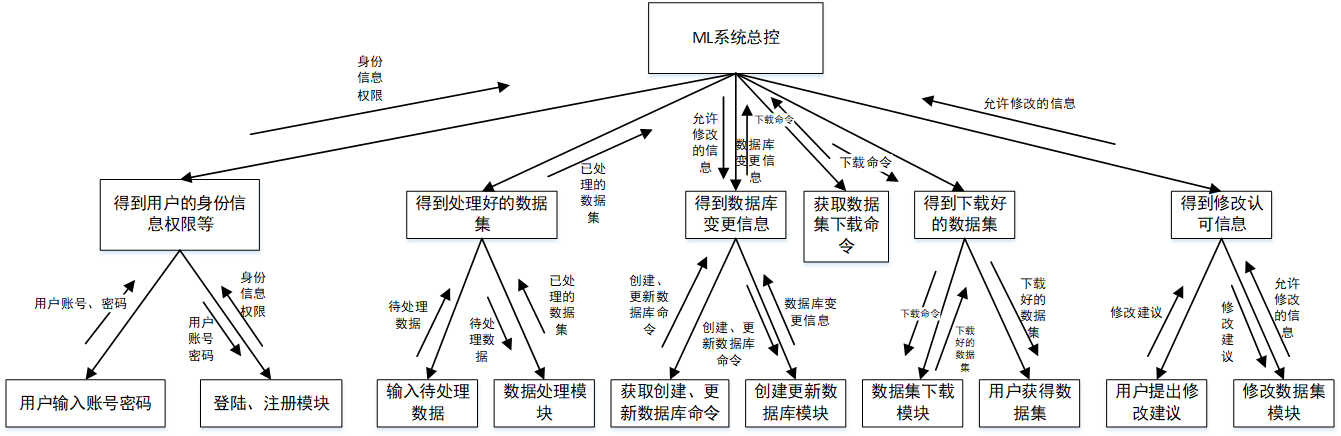 ML系统总控
身份
信息
权限
允许
修改
的信
息
下载命令
数据库
变更信
息
下载命令
允许修改的信息
已处
理的
数据
集
得到用户的身份信
息权限等
得到处理好的数据
集
得到数据库
变更信息
获取数据
集下载命
令
得到下载好
的数据集
得到修改认
可信息
用户账号、密码
用户
账号
密码
身份
信息
权限
待处理
数据
待处
理数
据
已处
理的
数据
集
创建、
更新数
据库命
令
创建、更
新数据库
命令
数据库变
更信息
下载命令
下载
好的
数据
集
下载
好的
数据
集
修改建议
修改
建议
允许
修改
的信
息
用户输入账号密码
登陆、注册模块
输入待处理
数据
数据处理模
块
获取创建、更
新数据库命令
创建更新数
据库模块
数据集下载
模块
用户获得数
据集
用户提出修
改建议
修改数据集
模块